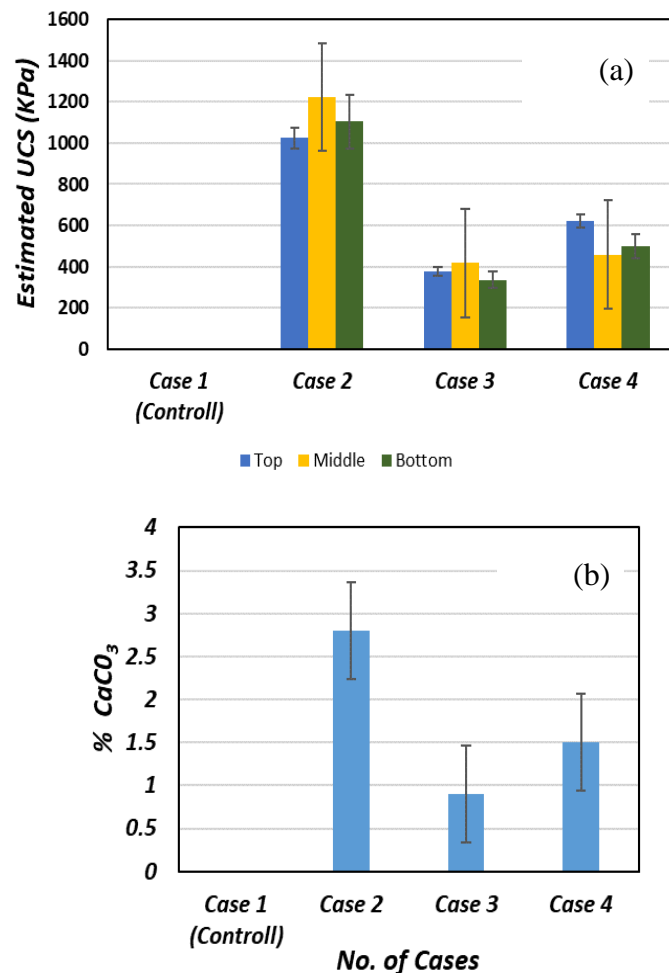 (a)
Estimated UCS (KPa)
1600
1400
1200
1000
800
600
400
200
0
Case 1 Case 2 Case 3 Case 4
(Controll)
Top Middle Bottom
(b)
% CaC0₃
4
3.5
3
2.5
2
1.5
1
0.5
0
Case 1 Case 2 Case 3 Case 4
(Controll)
No. of Cases